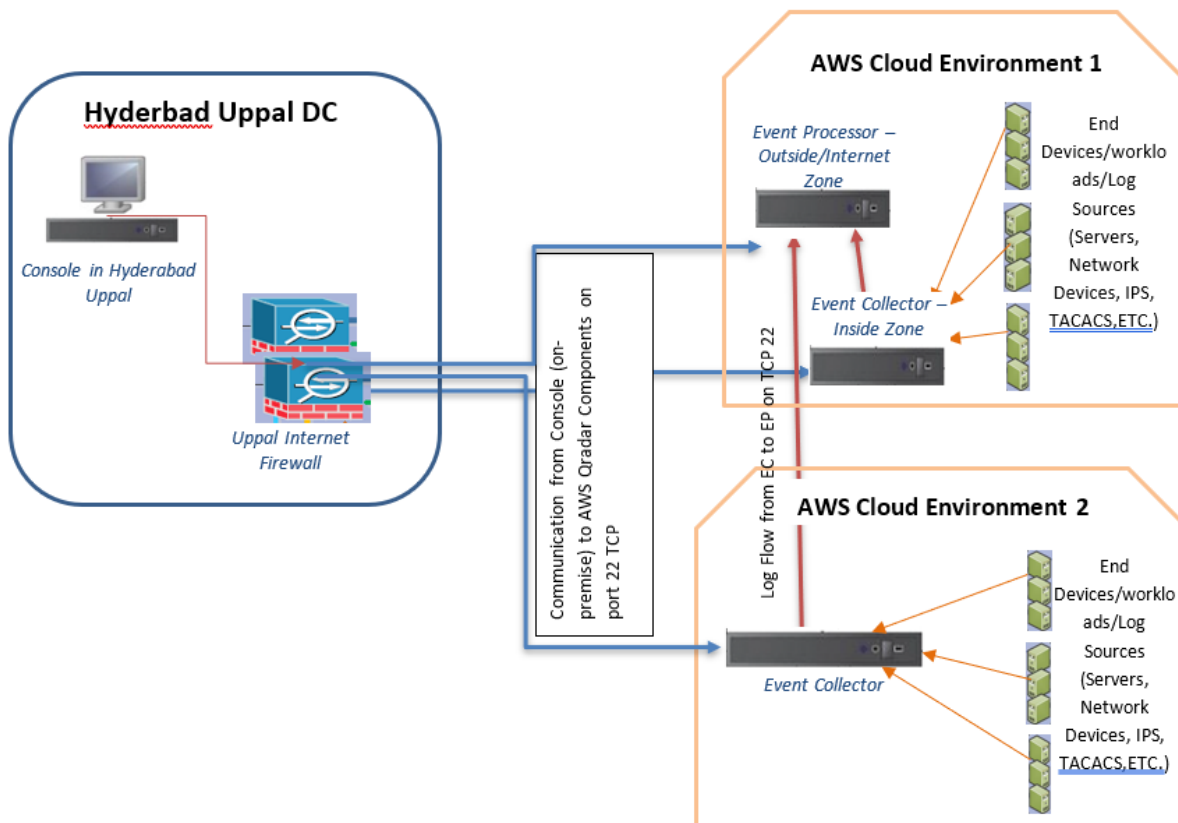 Hyderbad Uppal DC
Console in Hyderabad
Uppal
Uppal Internet
Firewall
Communication from Console (on-
premise) to AWS Qradar Components on
port 22 TCP
Log Flow from EC to EP on TCP 22
AWS Cloud Environment 1
Event Processor –
Outside/Internet
Zone
Event Collector –
Inside Zone
End
Devices/worklo
ads/Log
Sources
(Servers,
Network
Devices, IPS,
TACACS,ETC.)
AWS Cloud Environment 2
Event Collector
End
Devices/worklo
ads/Log
Sources
(Servers,
Network
Devices, IPS,
TACACS,ETC.)